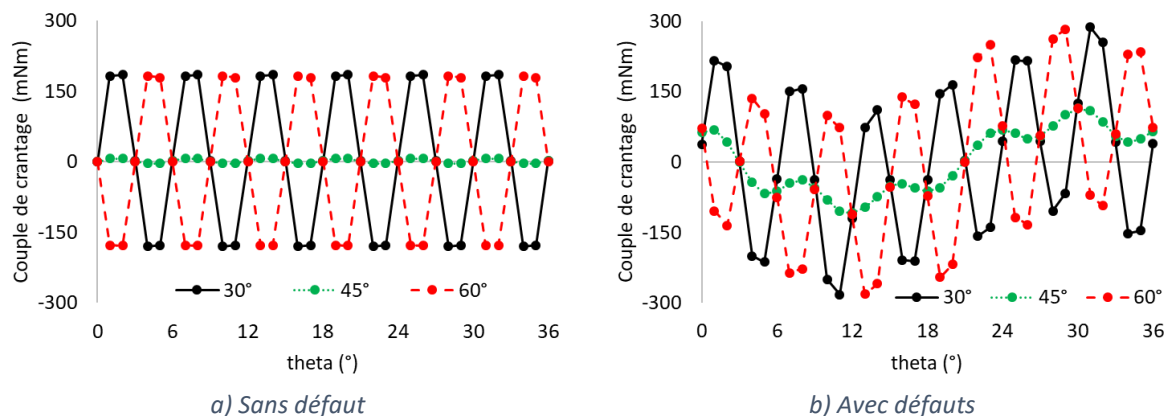 Couple de crantage (mNm)
300
150
0
-150
-300
30° 45° 60°
0 6 12 18 24 30 36
theta (°)
a) Sans défaut
Couple de crantage (mNm)
300
150
0
-150
-300
30° 45° 60°
0 6 12 18 24 30 36
theta (°)
b) Avec défauts